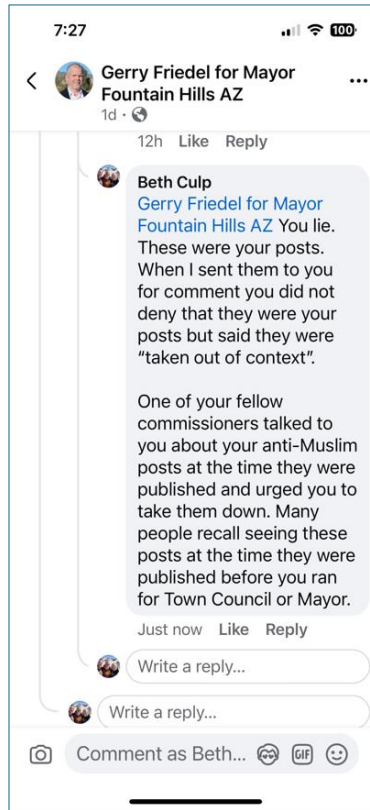 7:27
100
Gerry Friedel for Mayor
Fountain Hills AZ
1d ·
12h Like Reply
Beth Culp
Gerry Friedel for Mayor
Fountain Hills AZ You lie.
These were your posts.
When I sent them to you
for comment you did not
deny that they were your
posts but said they were
“taken out of context”.
One of your fellow
commissioners talked to
you about your anti-Muslim
posts at the time they were
published and urged you to
take them down. Many
people recall seeing these
posts at the time they were
published before you ran
for Town Council or Mayor.
Just now Like Reply
Write a reply...
Write a reply...
Comment as Beth... GIF